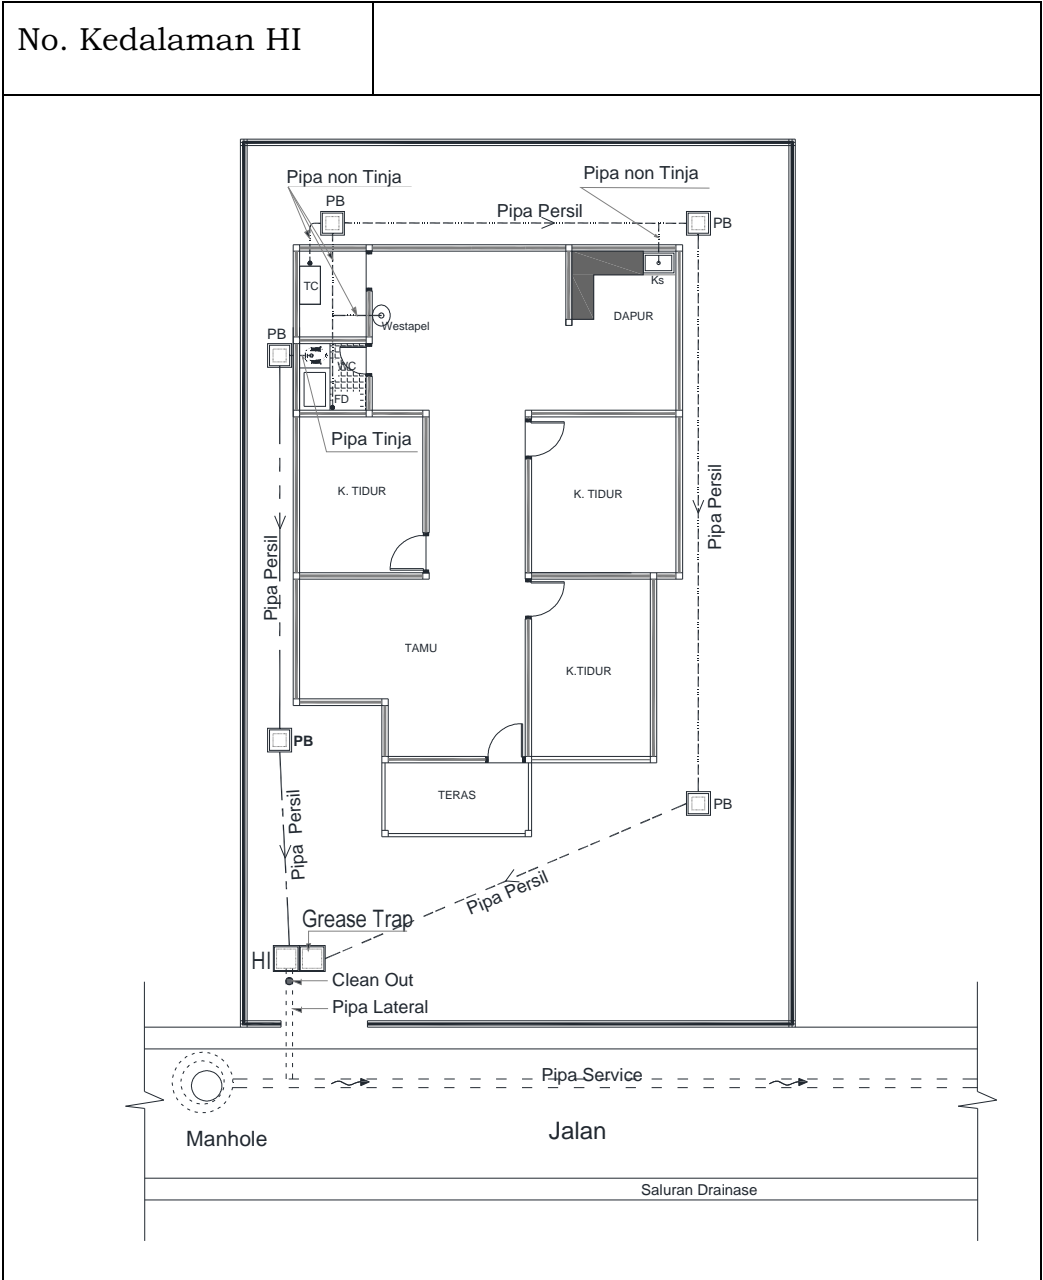 No. Kedalaman HI
Pipa non Tinja
Pipa non Tinja
PB
Pipa Persil
PB
TC
Ks
DAPUR
Westapel
PB
WC
FD
Pipa Tinja
K. TIDUR
K. TIDUR
Pipa Persil
Pipa Persil
TAMU
K.TIDUR
PB
TERAS
PB
Pipa Persil
Pipa Persil
Grease Trap
HI
Clean Out
Pipa Lateral
Pipa Service
Manhole
Jalan
Saluran Drainase